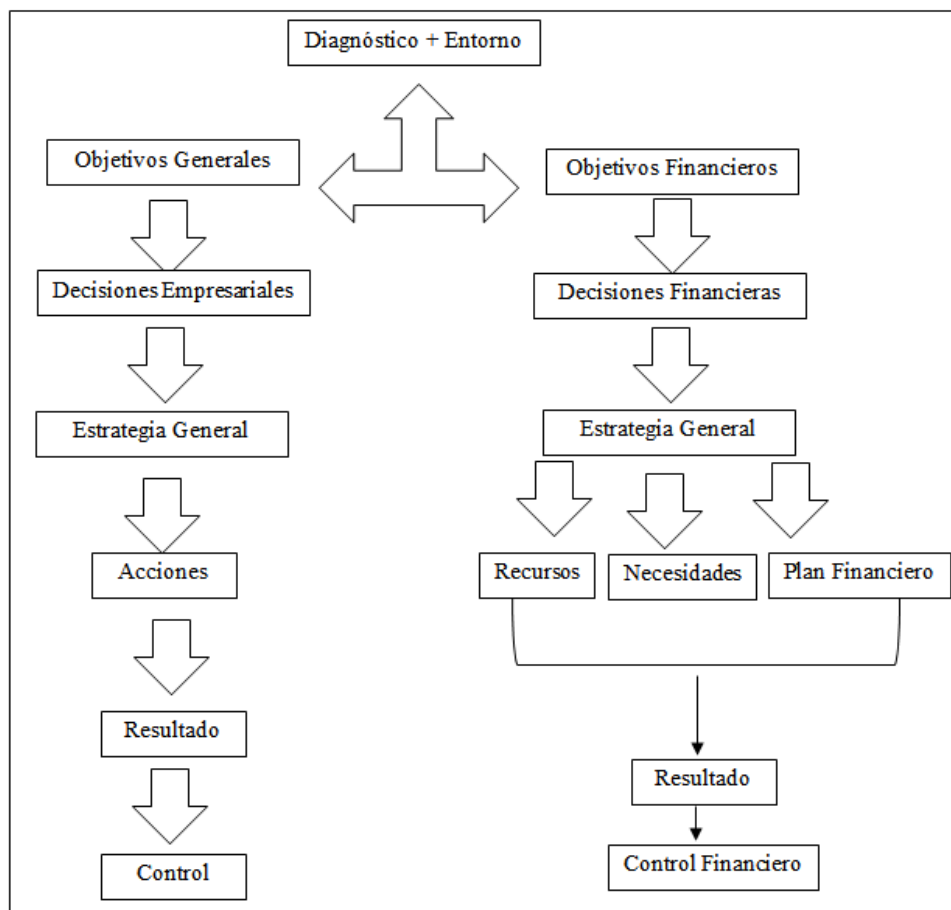 Diagnóstico + Entorno
Objetivos Generales
Objetivos Financieros
Decisiones Empresariales
Decisiones Financieras
Estrategia General
Estrategia General
Acciones
Recursos
Necesidades
Plan Financiero
Resultado
Resultado
Control
Control Financiero